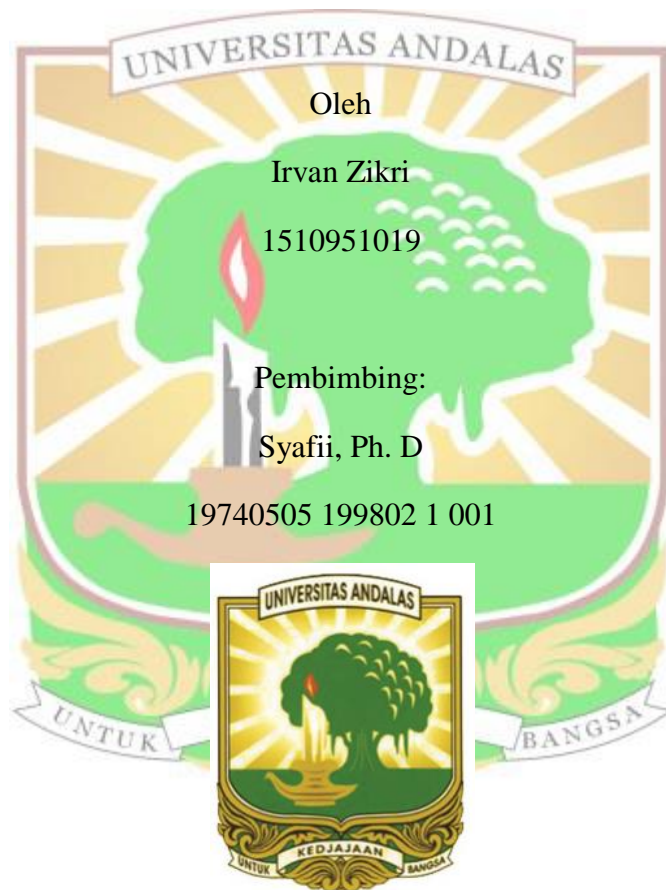 UNIVERSITAS ANDALAS
Oleh
Irvan Zikri
1510951019
Pembimbing:
Syafii, Ph. D
19740505 199802 1 001
UNIVERSITAS ANDALAS
UNTUK BANGSA
UNTUK KEDJAJAAN BANGSA